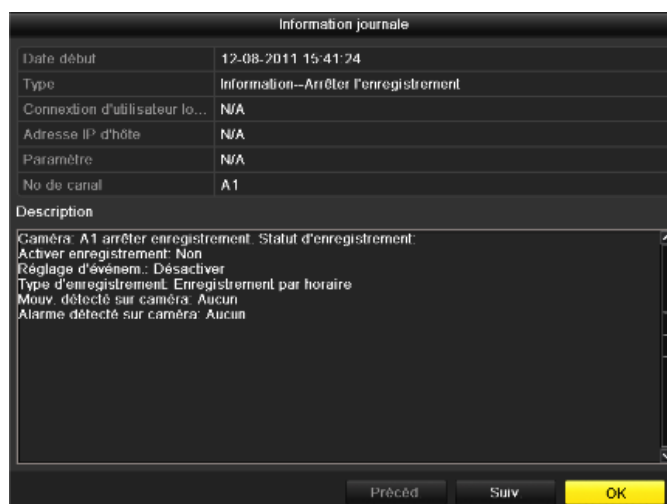 Information journale
Date début 12-08-2011 15:41:24
Type Information--Arrêter l'enregistrement
Connextion d'utilisateur lo... N/A
Adresse IP d'hôte N/A
Paramètre N/A
No de canal A1
Description
Caméra: A1 arrêter enregistrement. Statut d'enregistrement:
Activer enregistrement: Non
Réglage d'événem.: Désactiver
Type d'enregistrement: Enregistrement par horaire
Mouv. détecté sur caméra: Aucun
Alarme détecté sur caméra: Aucun
Précéd. Suiv. OK